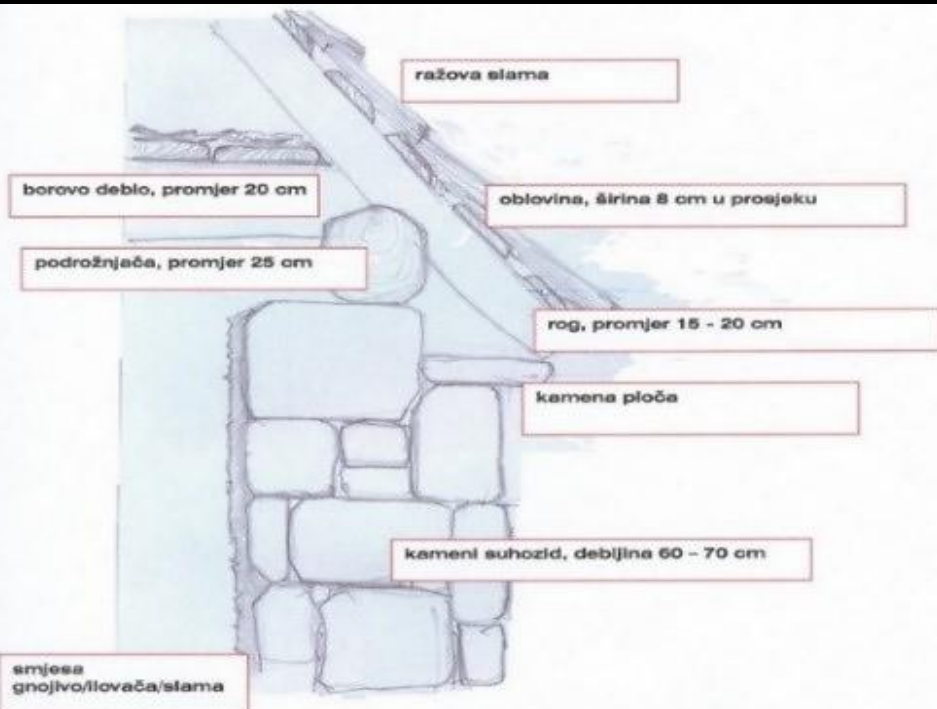 ražova slama
borovo deblo, promjer 20 cm
oblovina, širina 8 cm u prosjeku
podrožnjača, promjer 25 cm
rog, promjer 15 - 20 cm
kamena ploča
kameni suhozid, debljina 60 – 70 cm
smjesa
gnojivo/ilovača/slama